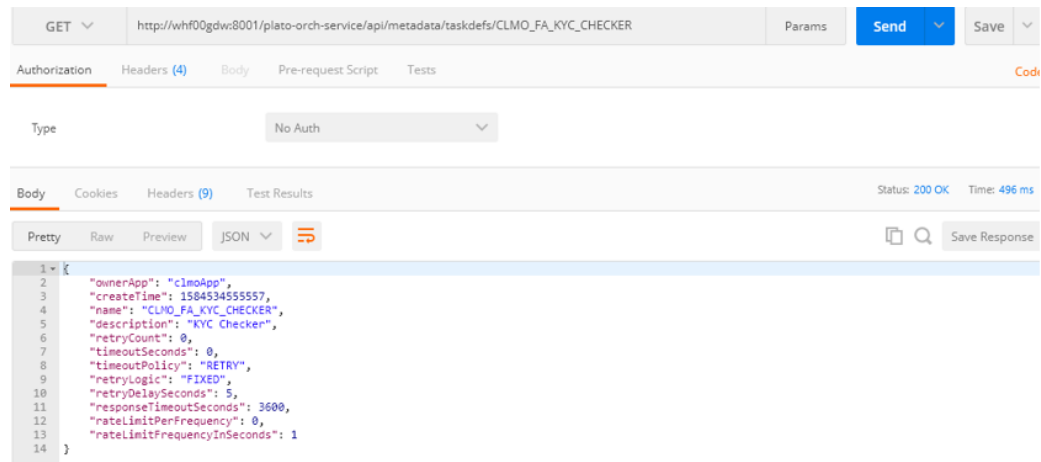 GET http://whf00gdw:8001/plato-orch-service/api/metadata/taskdefs/CLMO_FA_KYC_CHECKER Params Send Save
Authorization Headers (4) Body Pre-request Script Tests Code
Type No Auth
Body Cookies Headers (9) Test Results Status: 200 OK Time: 496 ms
Pretty Raw Preview JSON Save Response
1 {
2 "ownerApp": "clmoApp",
3 "createTime": 1584534555557,
4 "name": "CLMO_FA_KYC_CHECKER",
5 "description": "KYC Checker",
6 "retryCount": 0,
7 "timeoutSeconds": 0,
8 "timeoutPolicy": "RETRY",
9 "retryLogic": "FIXED",
10 "retryDelaySeconds": 5,
11 "responseTimeoutSeconds": 3600,
12 "rateLimitPerFrequency": 0,
13 "rateLimitFrequencyInSeconds": 1
14 }